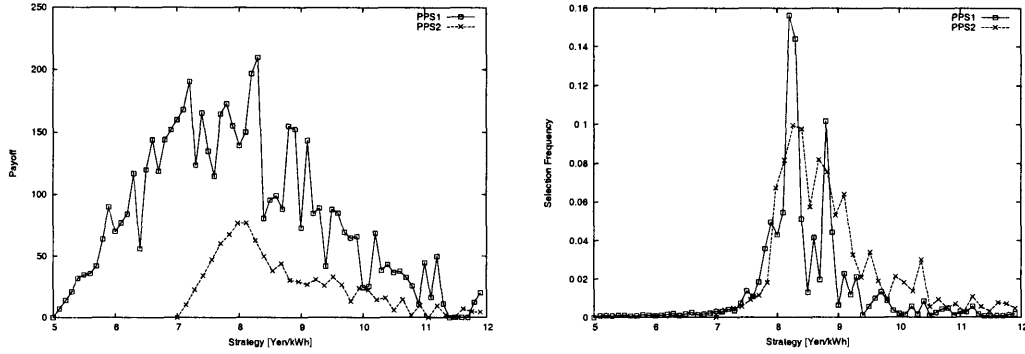 250
200
150
100
50
0
Payoff
5 6 7 8 9 10 11 12
Strategy [Yen/kWh]
PPS1
PPS2
0.16
0.14
0.12
0.1
0.08
0.06
0.04
0.02
0
Selection Frequency
5 6 7 8 9 10 11 12
Strategy [Yen/kWh]
PPS1
PPS2